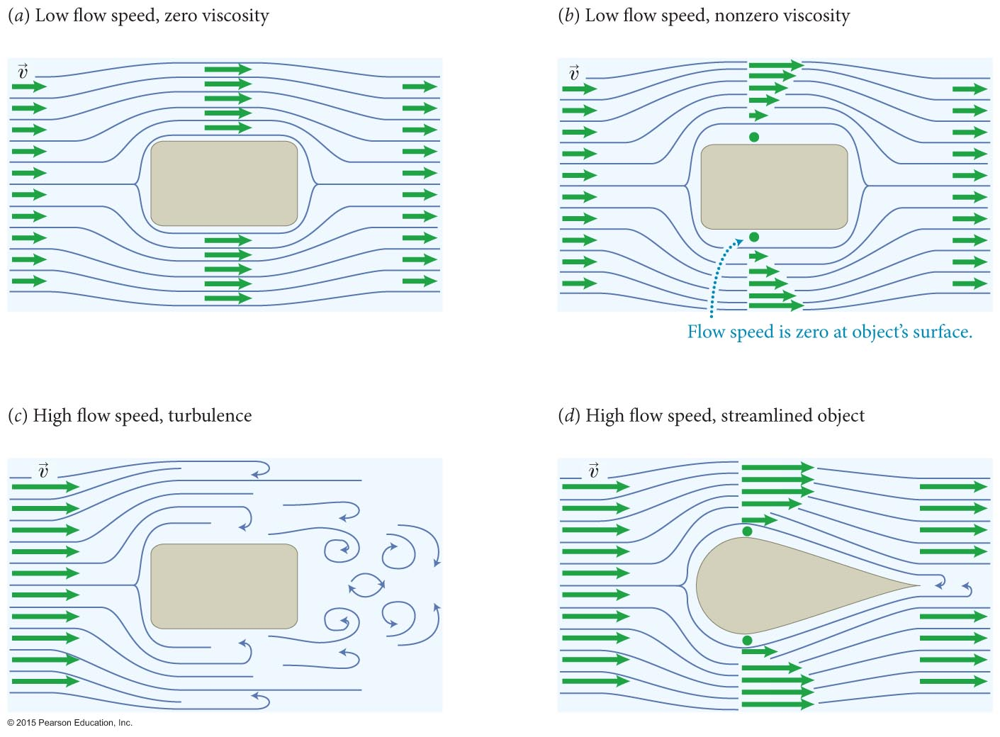 (a) Low flow speed, zero viscosity
(b) Low flow speed, nonzero viscosity
v⃗
v⃗
Flow speed is zero at object’s surface.
(c) High flow speed, turbulence
(d) High flow speed, streamlined object
v⃗
v⃗
© 2015 Pearson Education, Inc.